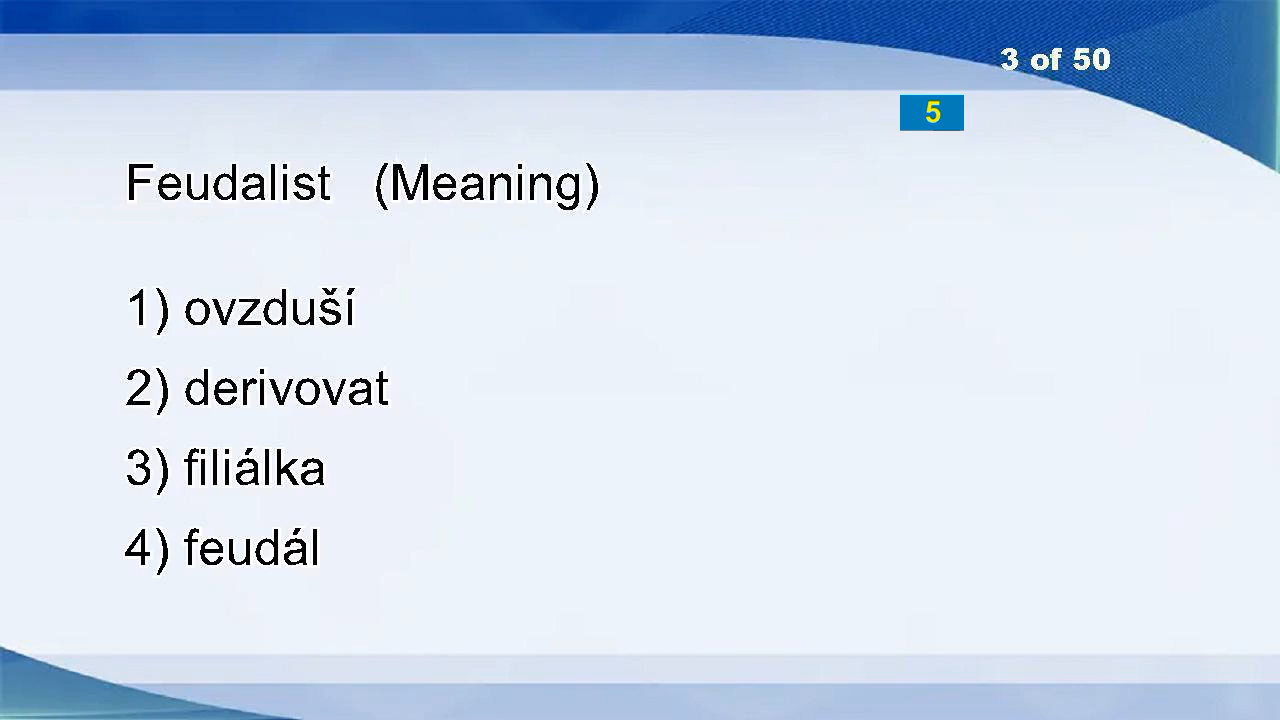 3 of 50
5
Feudalist (Meaning)
1) ovzduší
2) derivovat
3) filiálka
4) feudál